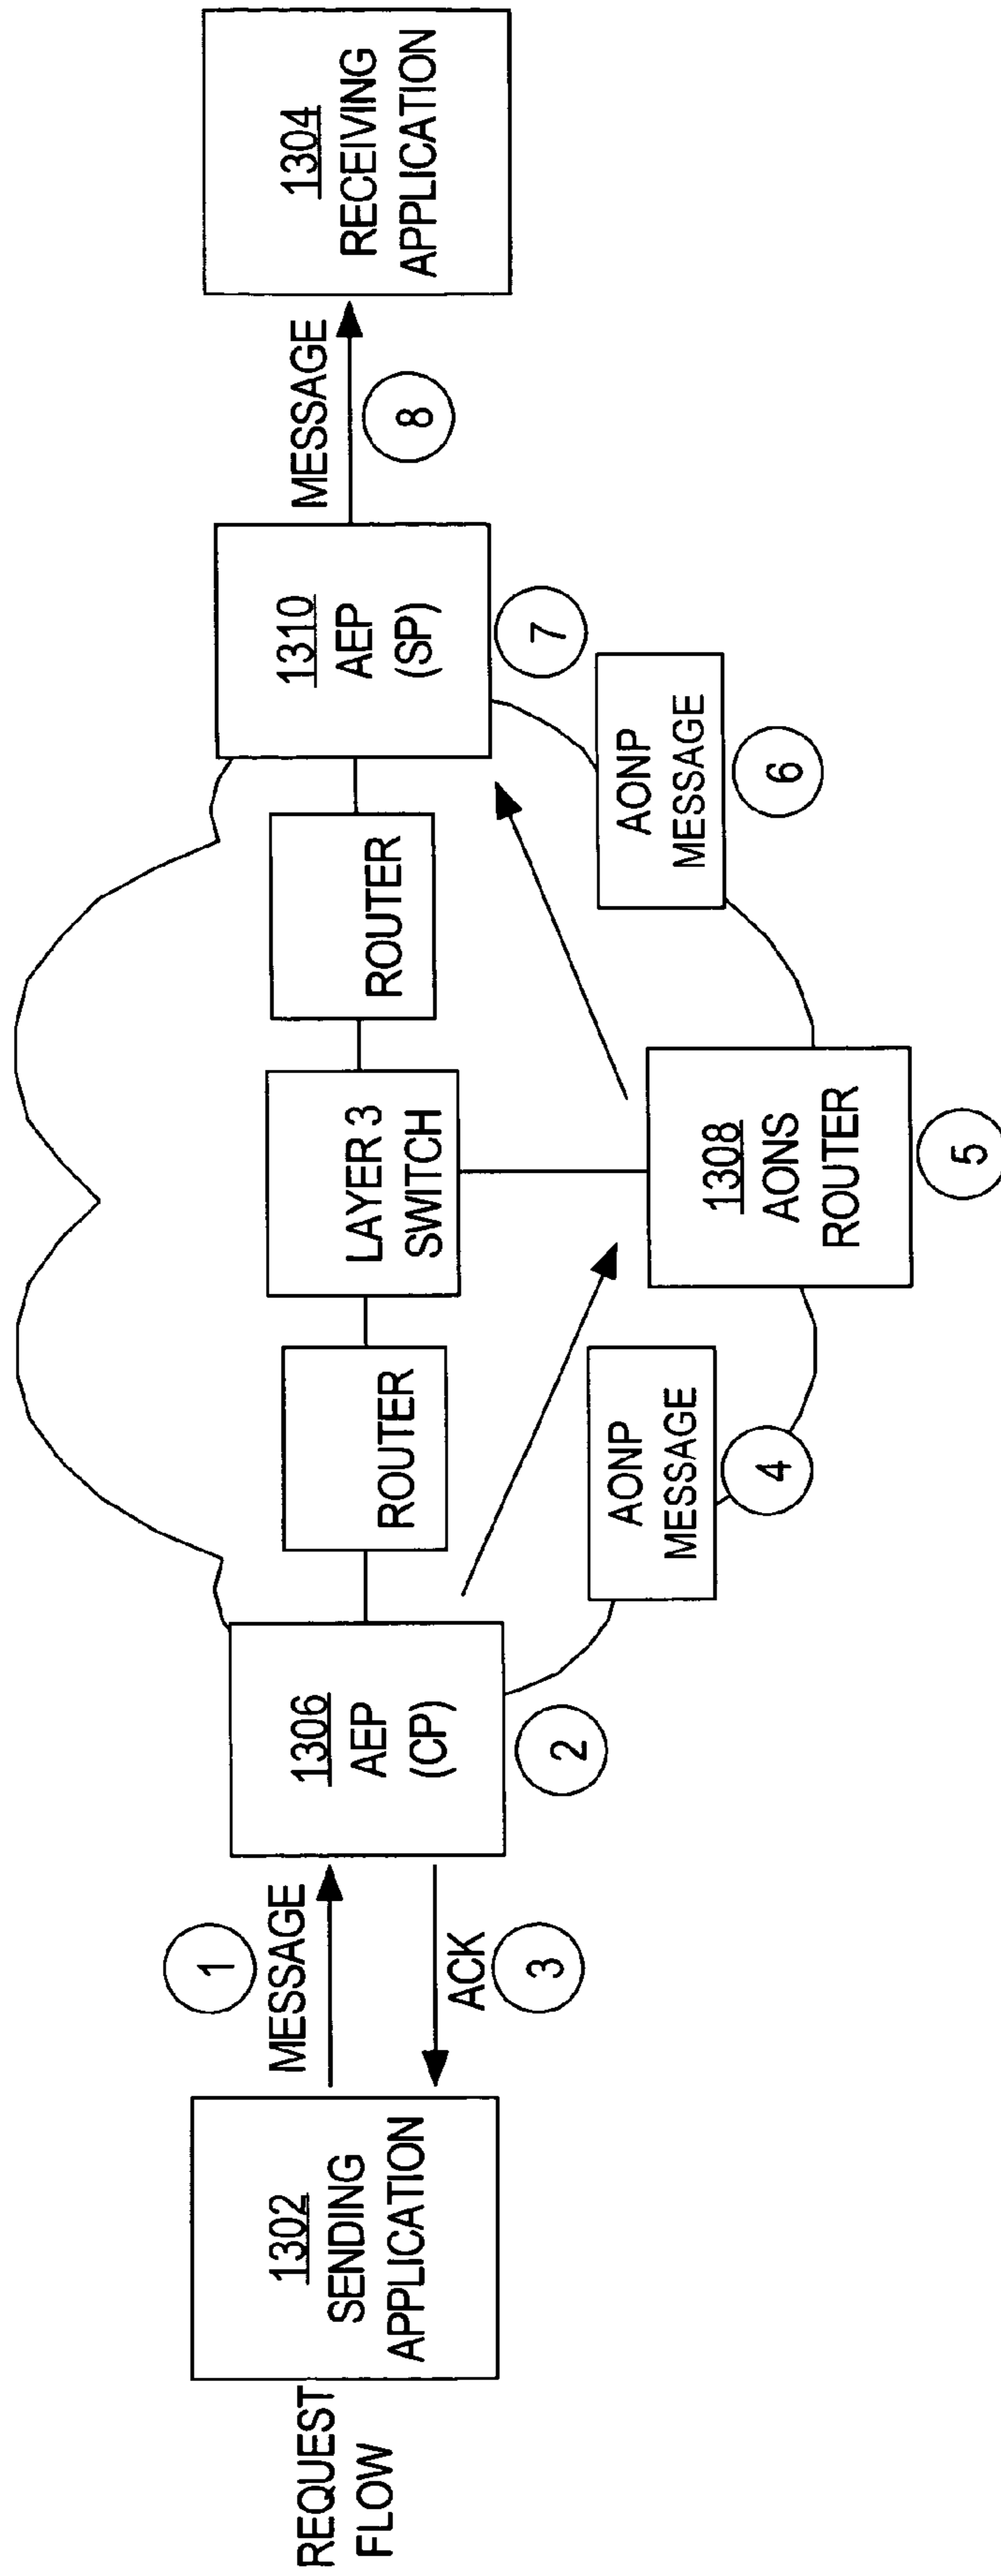 REQUEST
FLOW
1302
SENDING
APPLICATION
1
MESSAGE
ACK
3
1306
AEP
(CP)
2
ROUTER
AONP
MESSAGE
4
LAYER 3
SWITCH
1308
AONS
ROUTER
5
ROUTER
AONP
MESSAGE
6
1310
AEP
(SP)
7
MESSAGE
8
1304
RECEIVING
APPLICATION